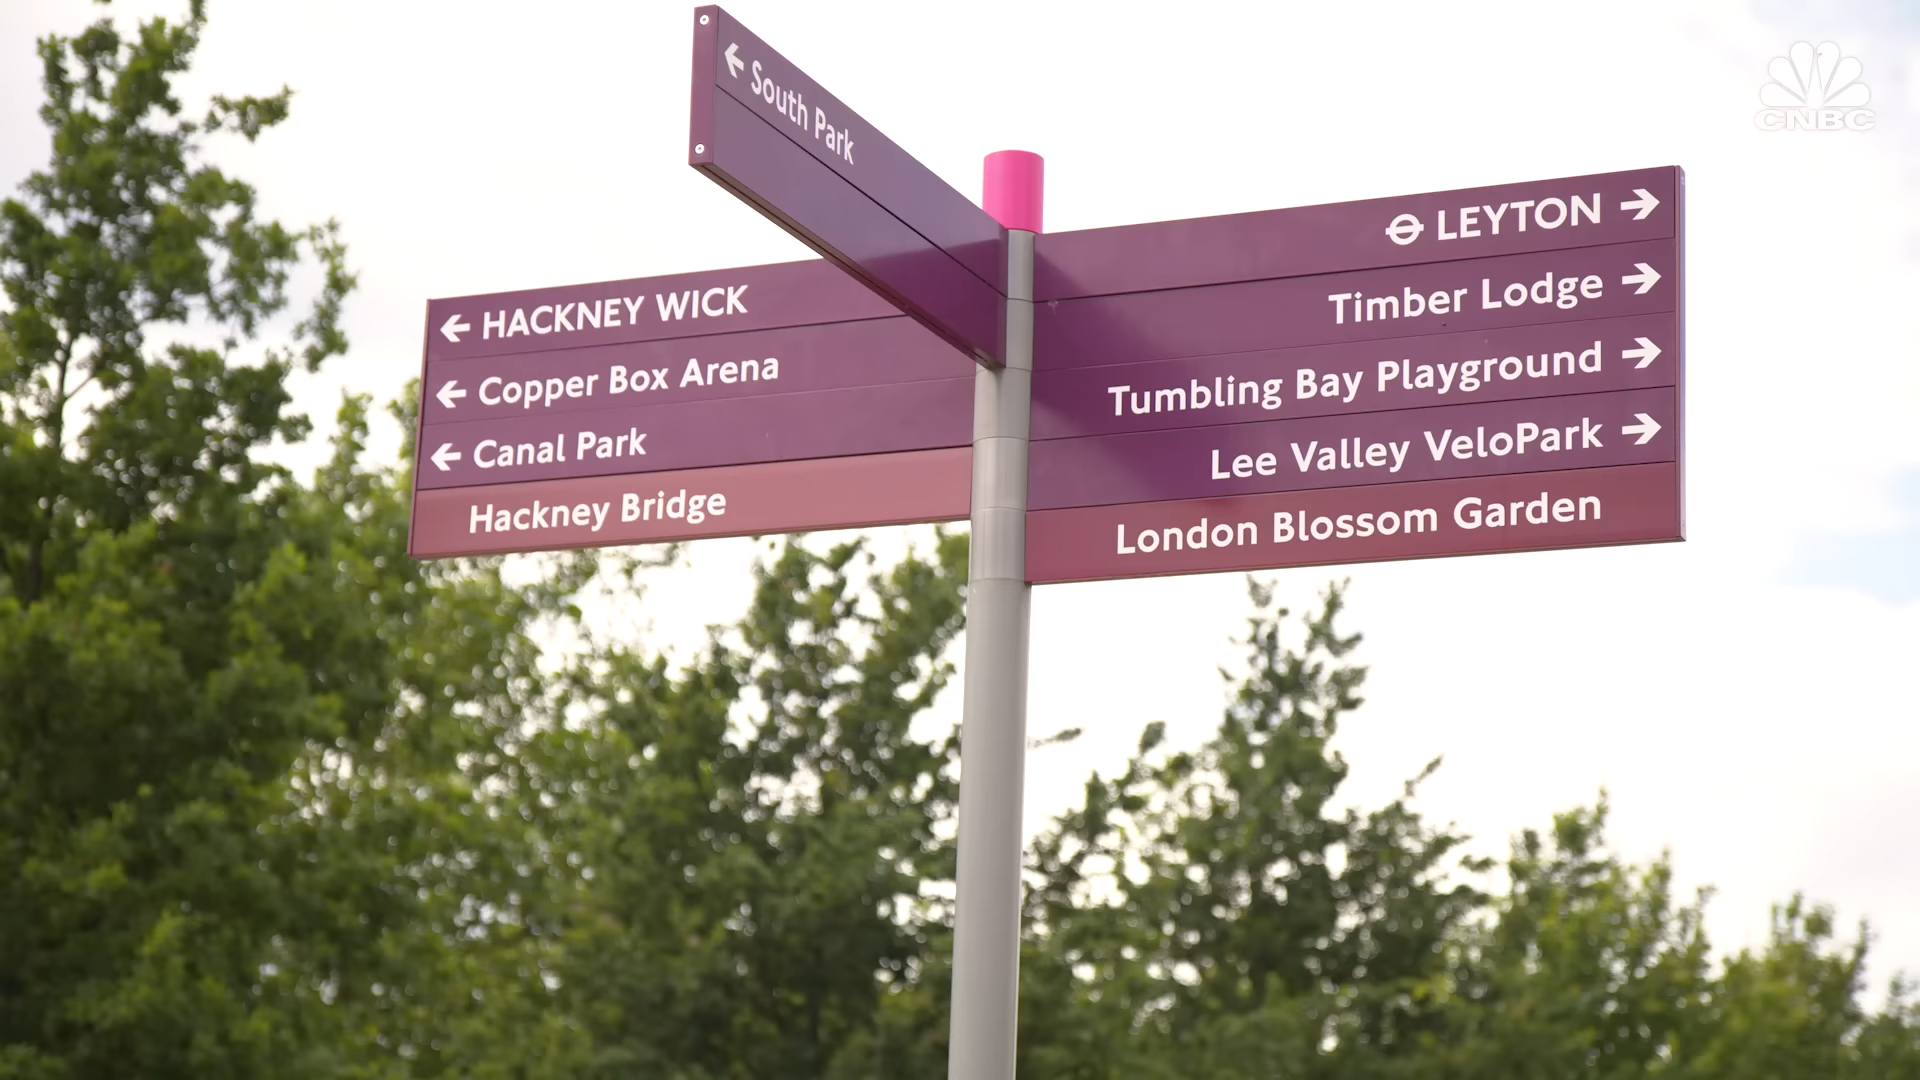 South Park
HACKNEY WICK
Copper Box Arena
Canal Park
Hackney Bridge
LEYTON
Timber Lodge
Tumbling Bay Playground
Lee Valley VeloPark
London Blossom Garden
CNBC